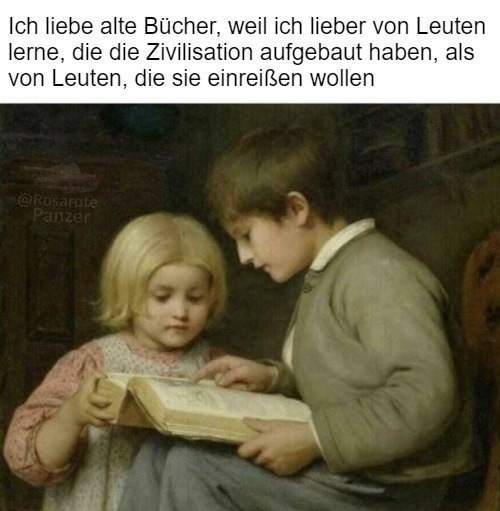 Ich liebe alte Bücher, weil ich lieber von Leuten
lerne, die die Zivilisation aufgebaut haben, als
von Leuten, die sie einreißen wollen
@Rosarote
Panzer